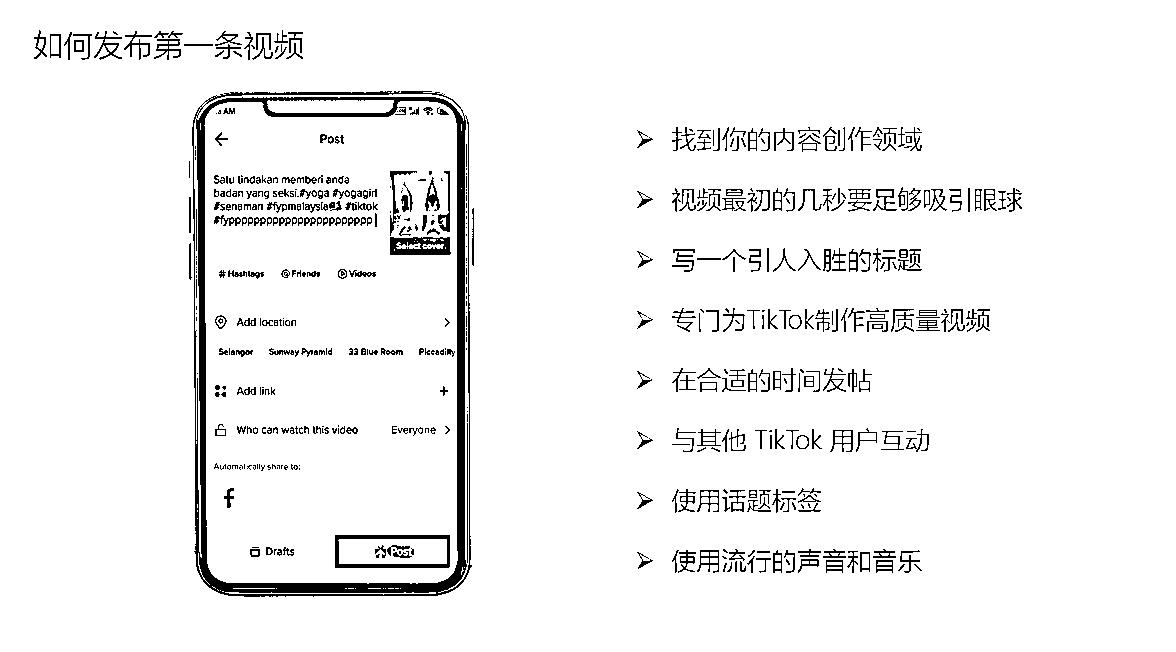 如何发布第一条视频
AM
Post
Satu tindakan memberi anda
badan yang seksi.#yoga #yogagirl
#senaman #fypmalaysia #tiktok
#fyppppppppppppppppppppppp
Select cover
# Hashtags @ Friends Videos
Add location
Selangor Sunway Pyramid 33 Blue Room Piccadilly
Add link +
Who can watch this video Everyone
Automatically share to:
f
Drafts Post
找到你的内容创作领域
视频最初的几秒要足够吸引眼球
写一个引人入胜的标题
专门为TikTok制作高质量视频
在合适的时间发帖
与其他 TikTok 用户互动
使用话题标签
使用流行的声音和音乐